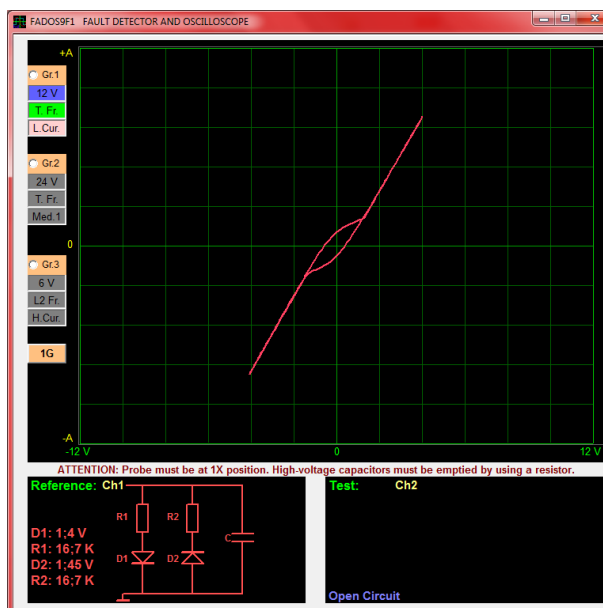 FADOS9F1 FAULT DETECTOR AND OSCILLOSCOPE
+A
Gr.1
12 V
T. Fr.
L.Cur.
Gr.2
24 V
T. Fr.
Med.1
0
Gr.3
6 V
L2 Fr.
H.Cur.
1G
-A
-12 V
0
12 V
ATTENTION: Probe must be at 1X position. High-voltage capacitors must be emptied by using a resistor.
Reference: Ch1
R1
R2
C
D1
D2
D1: 1;4 V
R1: 16;7 K
D2: 1;45 V
R2: 16;7 K
Test: Ch2
Open Circuit